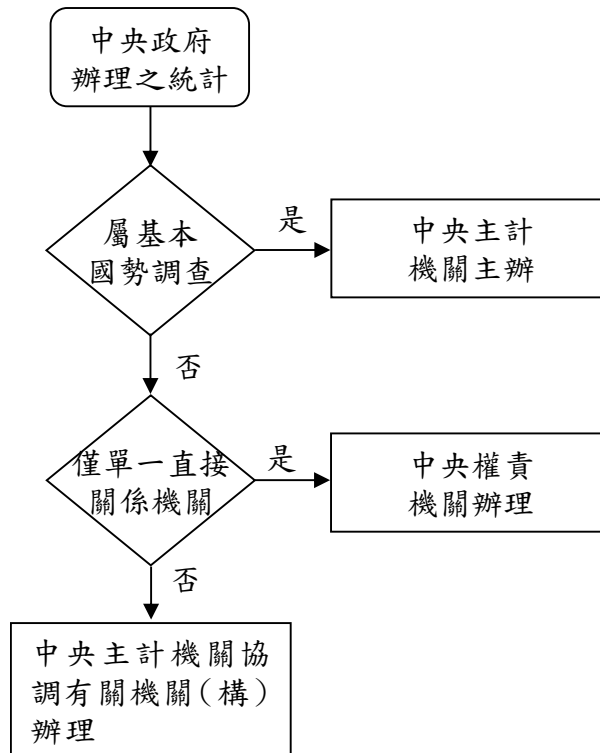 中央政府
辦理之統計
屬基本
國勢調查
是
中央主計
機關主辦
否
僅單一直接
關係機關
是
中央權責
機關辦理
否
中央主計機關協
調有關機關(構)
辦理